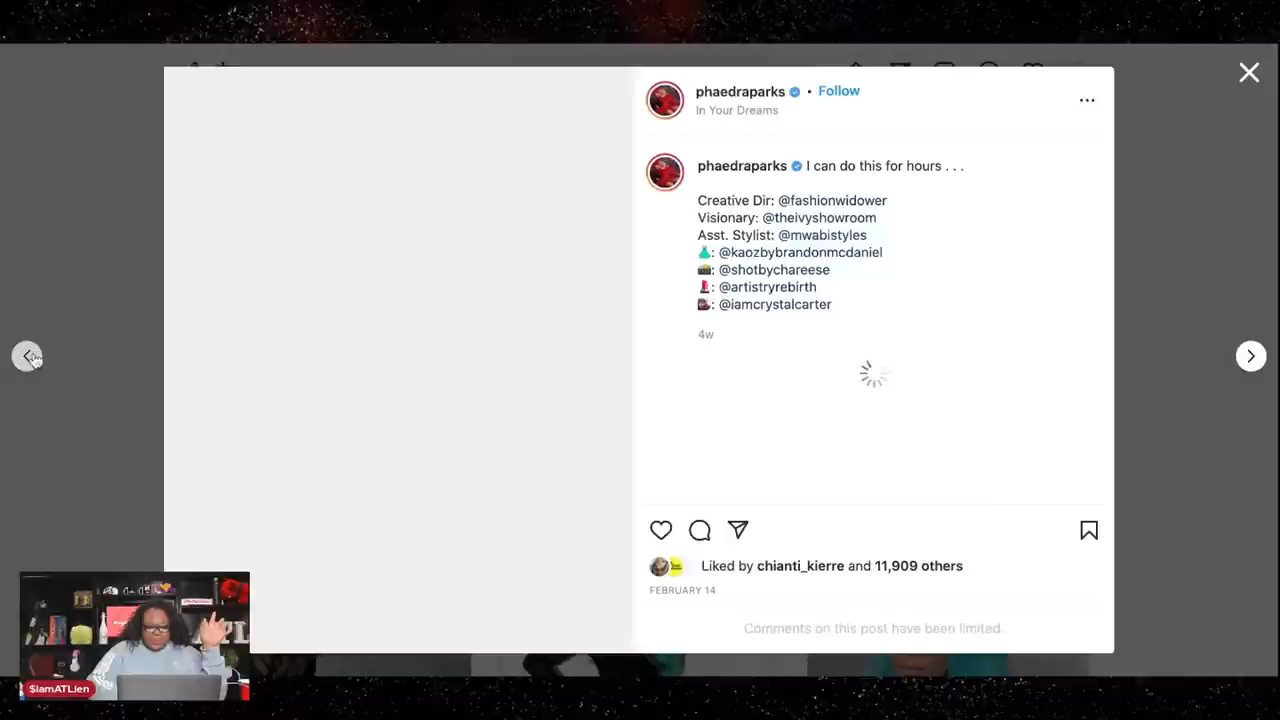 phaedraparks • Follow
In Your Dreams
phaedraparks I can do this for hours . . .
Creative Dir: @fashionwidower
Visionary: @theivyshowroom
Asst. Stylist: @mwabistyles
👗: @kaozbybrandonmcdaniel
📸: @shotbychareese
💄: @artistryrebirth
💇🏾‍♀️: @iamcrystalcarter
4w
Liked by chianti_kierre and 11,909 others
FEBRUARY 14
Comments on this post have been limited.
$IamATLien